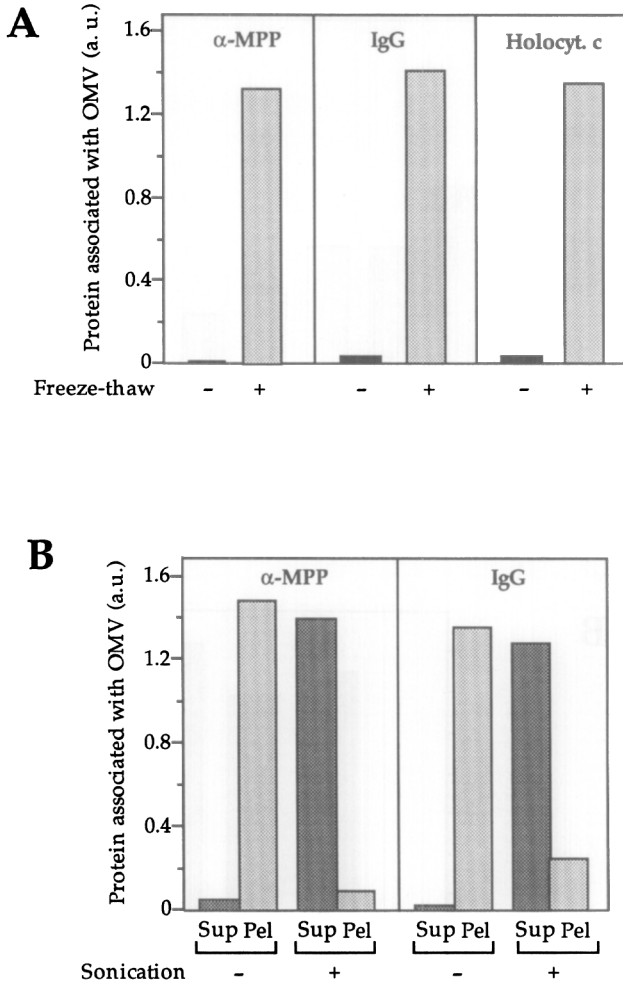 A
Protein associated with OMV (a. u.)
1.6
1.2
0.8
0.4
0
α-MPP
IgG
Holocyt. c
Freeze-thaw - + - + - +
B
Protein associated with OMV (a.u.)
1.6
1.2
0.8
0.4
0
α-MPP
IgG
Sup Pel Sup Pel Sup Pel Sup Pel
Sonication - + - +